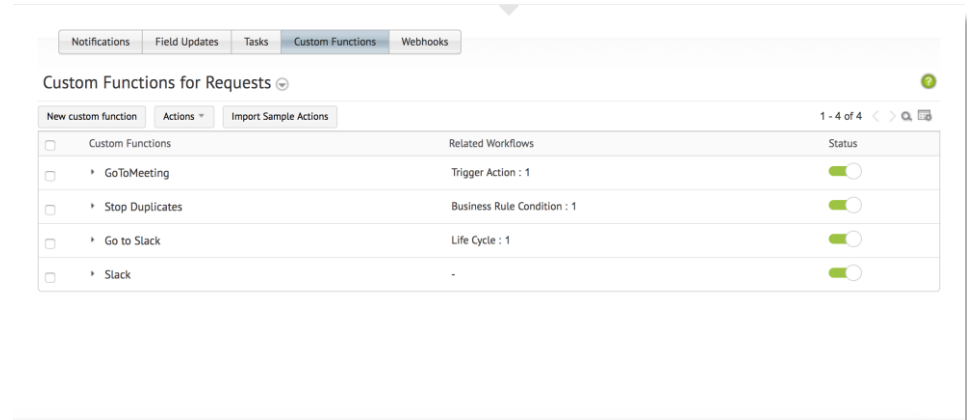 Notifications Field Updates Tasks Custom Functions Webhooks
Custom Functions for Requests
?
New custom function Actions Import Sample Actions 1 - 4 of 4
Custom Functions Related Workflows Status
GoToMeeting Trigger Action : 1
Stop Duplicates Business Rule Condition : 1
Go to Slack Life Cycle : 1
Slack -